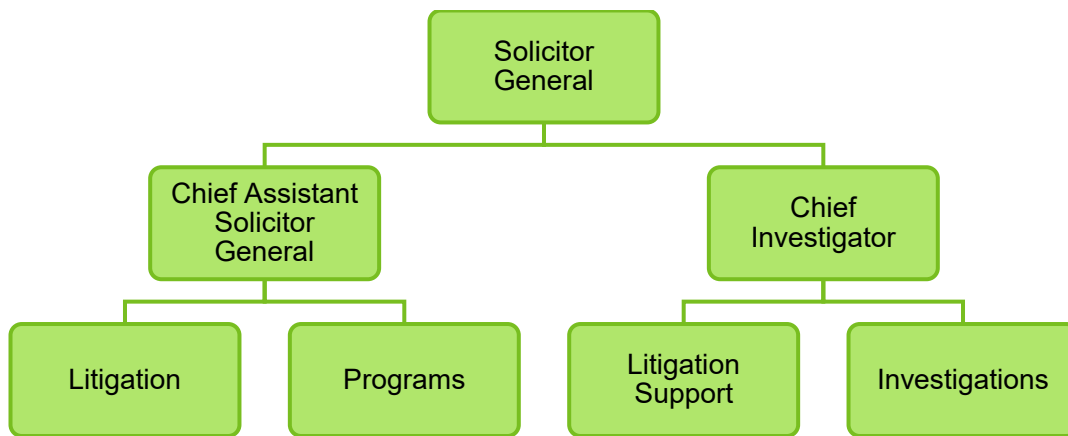 Solicitor
General
Chief Assistant
Solicitor
General
Chief
Investigator
Litigation
Programs
Litigation
Support
Investigations